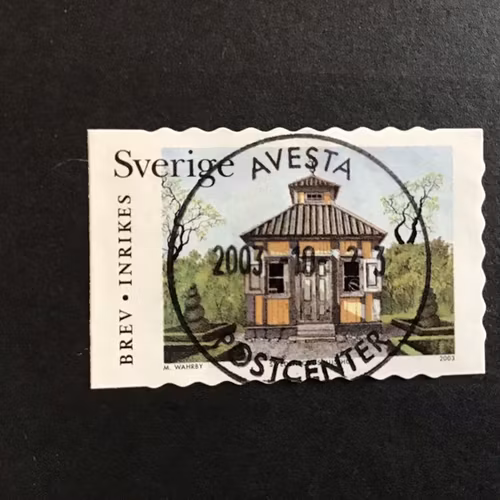 Sverige
BREV • INRIKES
AVESTA
2003 - 10 - 23
POSTCENTER
M. WAHRBY
2003